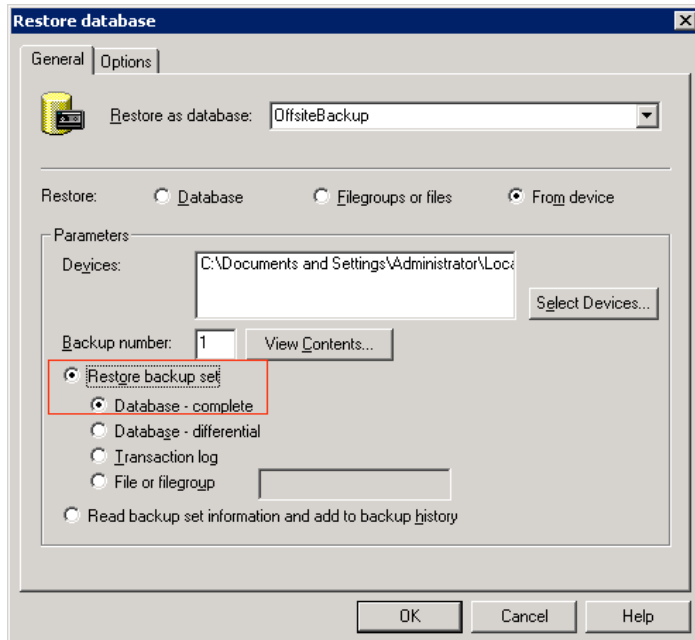 Restore database
General
Options
Restore as database: OffsiteBackup
Restore: Database Filegroups or files From device
Parameters
Devices: C:\Documents and Settings\Administrator\Loca
Select Devices...
Backup number: 1 View Contents...
Restore backup set
Database - complete
Database - differential
Transaction log
File or filegroup
Read backup set information and add to backup history
OK Cancel Help